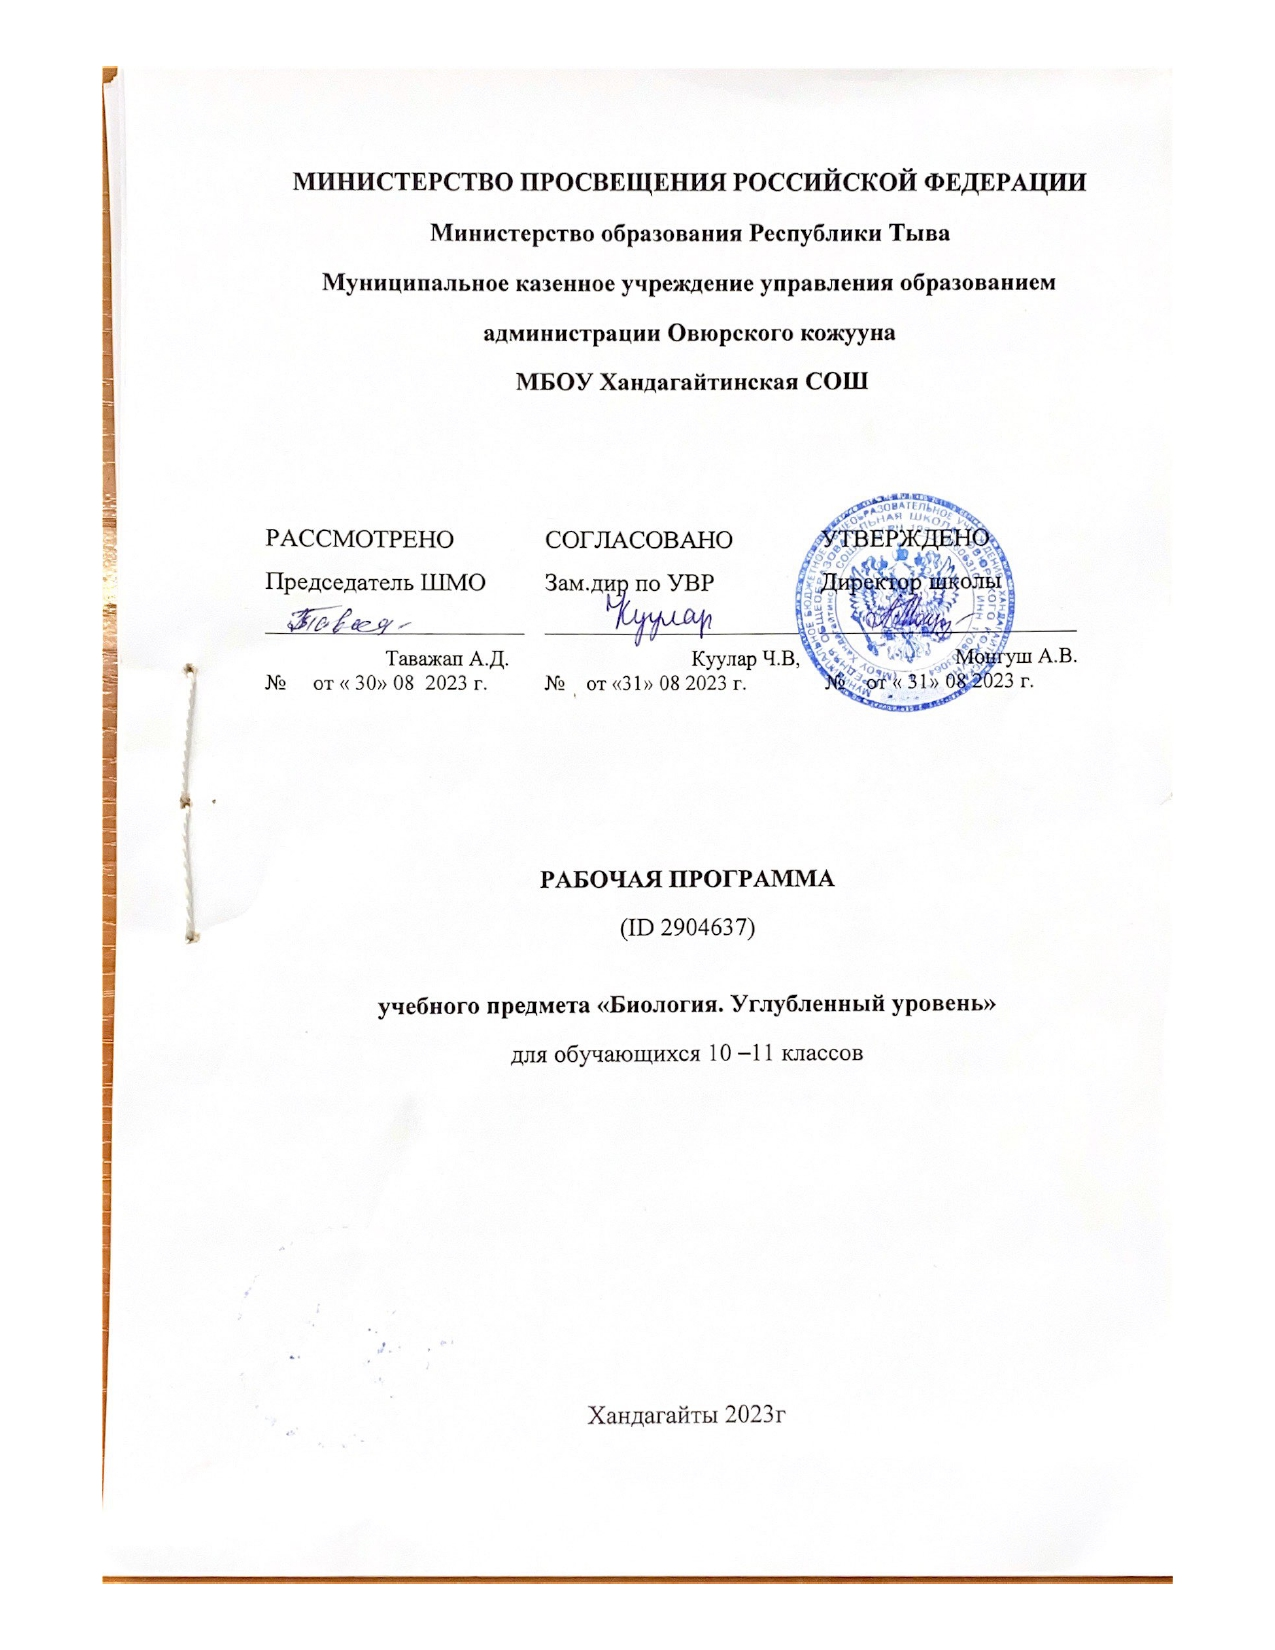 МИНИСТЕРСТВО ПРОСВЕЩЕНИЯ РОССИЙСКОЙ ФЕДЕРАЦИИ
Министерство образования Республики Тыва
Муниципальное казенное учреждение управления образованием
администрации Овюрского кожууна
МБОУ Хандагайтинская СОШ
РАССМОТРЕНО
Председатель ШМО
Таважап А.Д.
№ от « 30» 08 2023 г.
СОГЛАСОВАНО
Зам.дир по УВР
Куулар
Куулар Ч.В,
№ от «31» 08 2023 г.
УТВЕРЖДЕНО
Директор школы
Монгуш А.В.
№ от « 31» 08 2023 г.
РАБОЧАЯ ПРОГРАММА
(ID 2904637)
учебного предмета «Биология. Углубленный уровень»
для обучающихся 10 –11 классов
Хандагайты 2023г